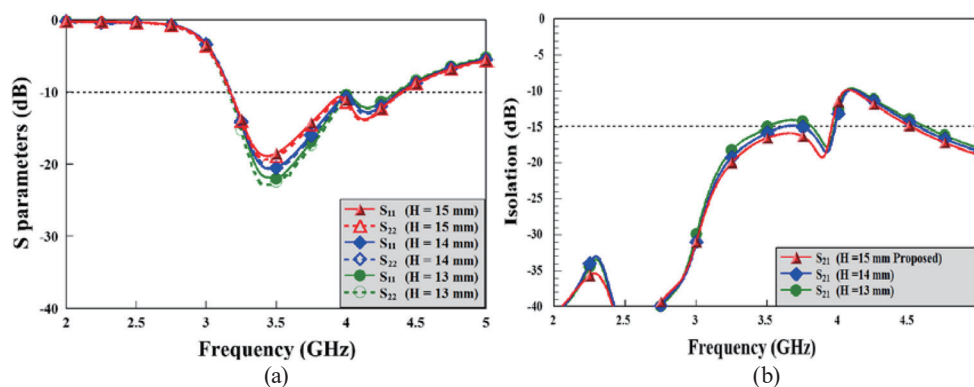 0
-10
-20
-30
-40
S parameters (dB)
2
2.5
3
3.5
4
4.5
5
Frequency (GHz)
S11 (H = 15 mm)
S22 (H = 15 mm)
S11 (H = 14 mm)
S22 (H = 14 mm)
S11 (H = 13 mm)
S22 (H = 13 mm)
(a)
0
-5
-10
-15
-20
-25
-30
-35
-40
Isolation (dB)
2
2.5
3
3.5
4
4.5
Frequency (GHz)
S21 (H =15 mm Proposed)
S21 (H =14 mm)
S21 (H =13 mm)
(b)